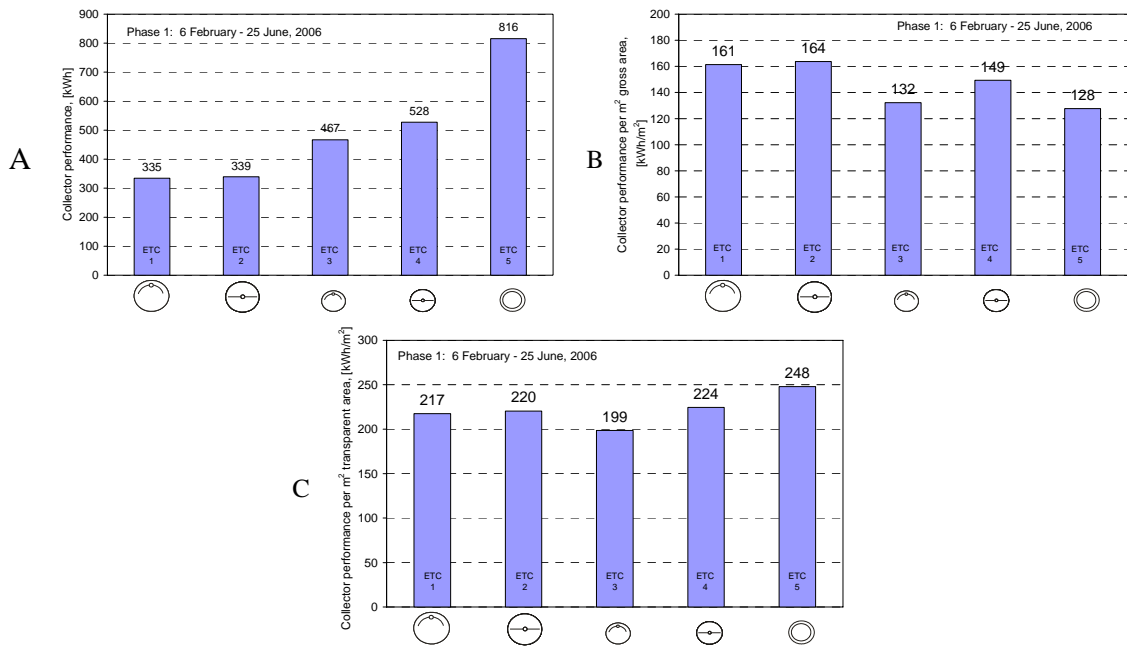 A
Phase 1: 6 February - 25 June, 2006
Collector performance, [kWh]
900
800
700
600
500
400
300
200
100
0
335
339
467
528
816
ETC
1
ETC
2
ETC
3
ETC
4
ETC
5
B
Phase 1: 6 February - 25 June, 2006
Collector performance per m² gross area,
[kWh/m²]
200
180
160
140
120
100
80
60
40
20
0
161
164
132
149
128
ETC
1
ETC
2
ETC
3
ETC
4
ETC
5
C
Phase 1: 6 February - 25 June, 2006
Collector performance per m² transparent area, [kWh/m²]
300
250
200
150
100
50
0
217
220
199
224
248
ETC
1
ETC
2
ETC
3
ETC
4
ETC
5